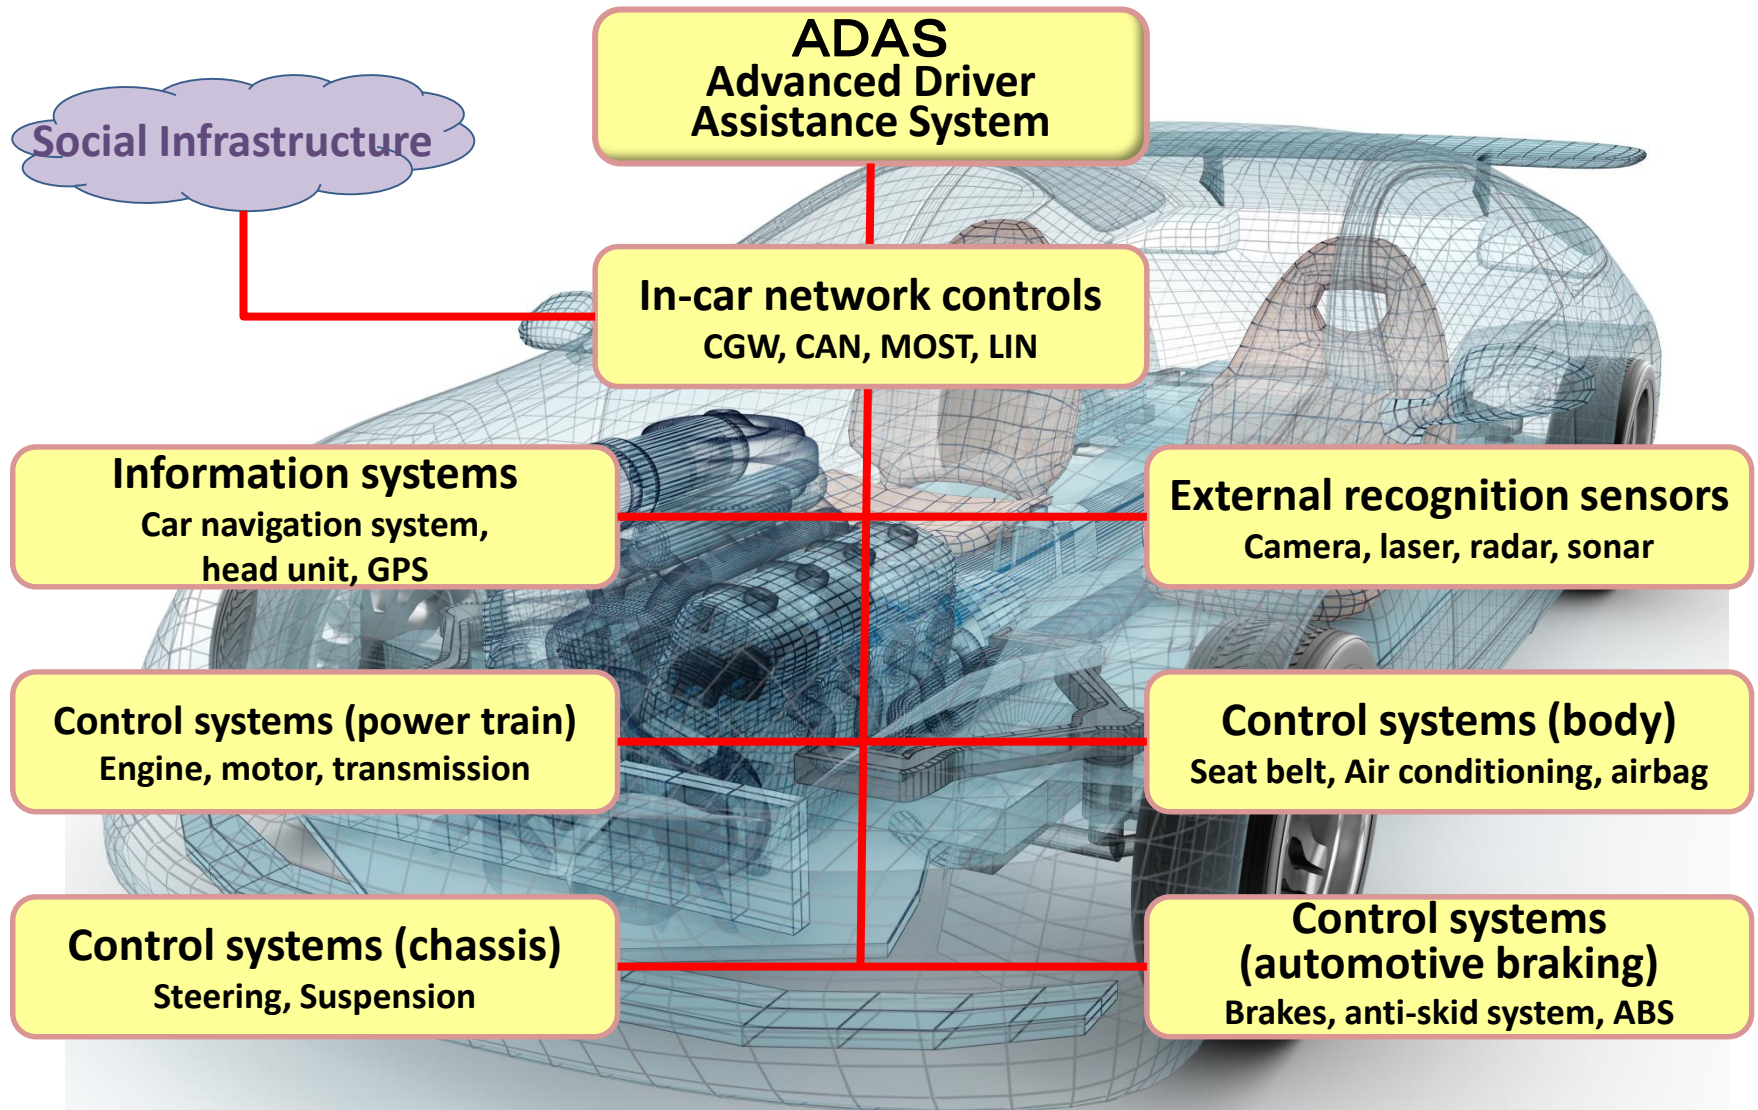 ADAS
Advanced Driver
Assistance System
Social Infrastructure
In-car network controls
CGW, CAN, MOST, LIN
Information systems
Car navigation system,
head unit, GPS
External recognition sensors
Camera, laser, radar, sonar
Control systems (power train)
Engine, motor, transmission
Control systems (body)
Seat belt, Air conditioning, airbag
Control systems (chassis)
Steering, Suspension
Control systems
(automotive braking)
Brakes, anti-skid system, ABS